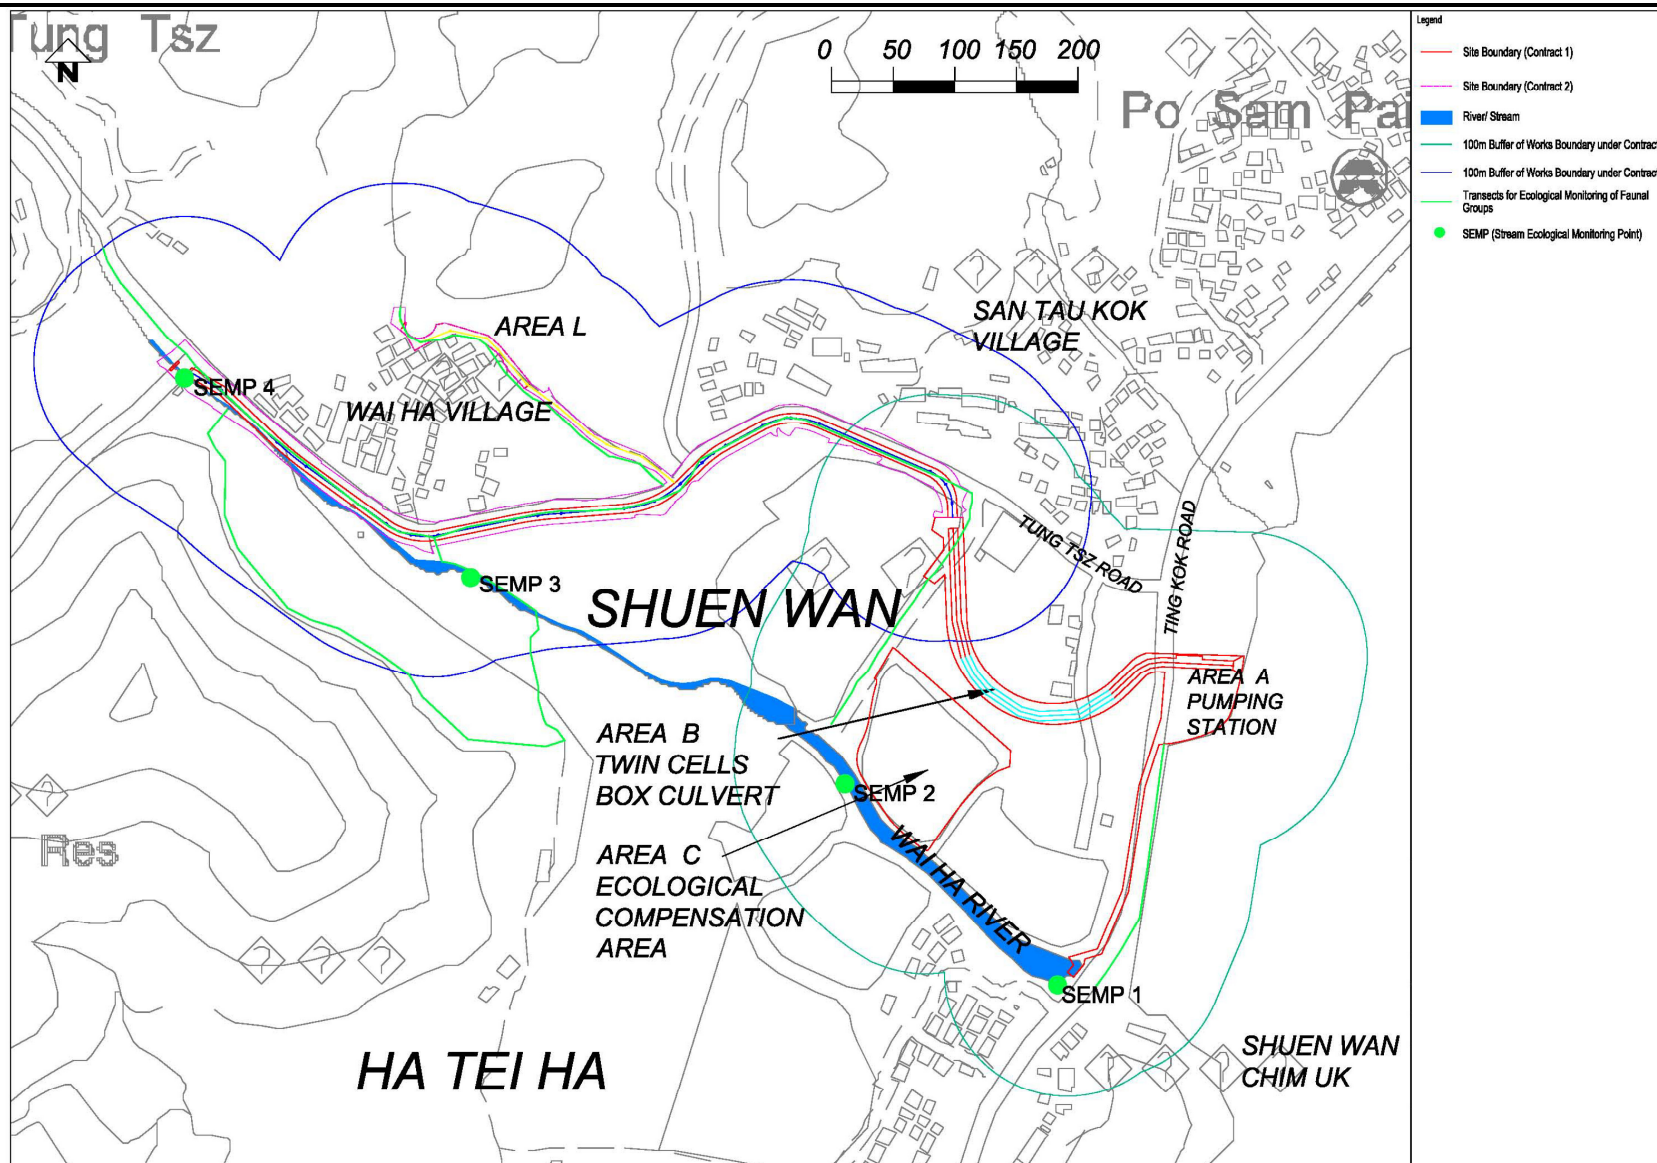 Tung Tsz
N
0 50 100 150 200
Po Sam Pai
Legend
Site Boundary (Contract 1)
Site Boundary (Contract 2)
River/ Stream
100m Buffer of Works Boundary under Contract
100m Buffer of Works Boundary under Contract
Transects for Ecological Monitoring of Faunal
Groups
SEMP (Stream Ecological Monitoring Point)
AREA L
SAN TAU KOK
VILLAGE
SEMP 4
WAI HA VILLAGE
TUNG TSZ ROAD
TING KOK ROAD
SEMP 3
SHUEN WAN
AREA A
PUMPING
STATION
AREA B
TWIN CELLS
BOX CULVERT
SEMP 2
WAI HA RIVER
Res
AREA C
ECOLOGICAL
COMPENSATION
AREA
SEMP 1
HA TEI HA
SHUEN WAN
CHIM UK